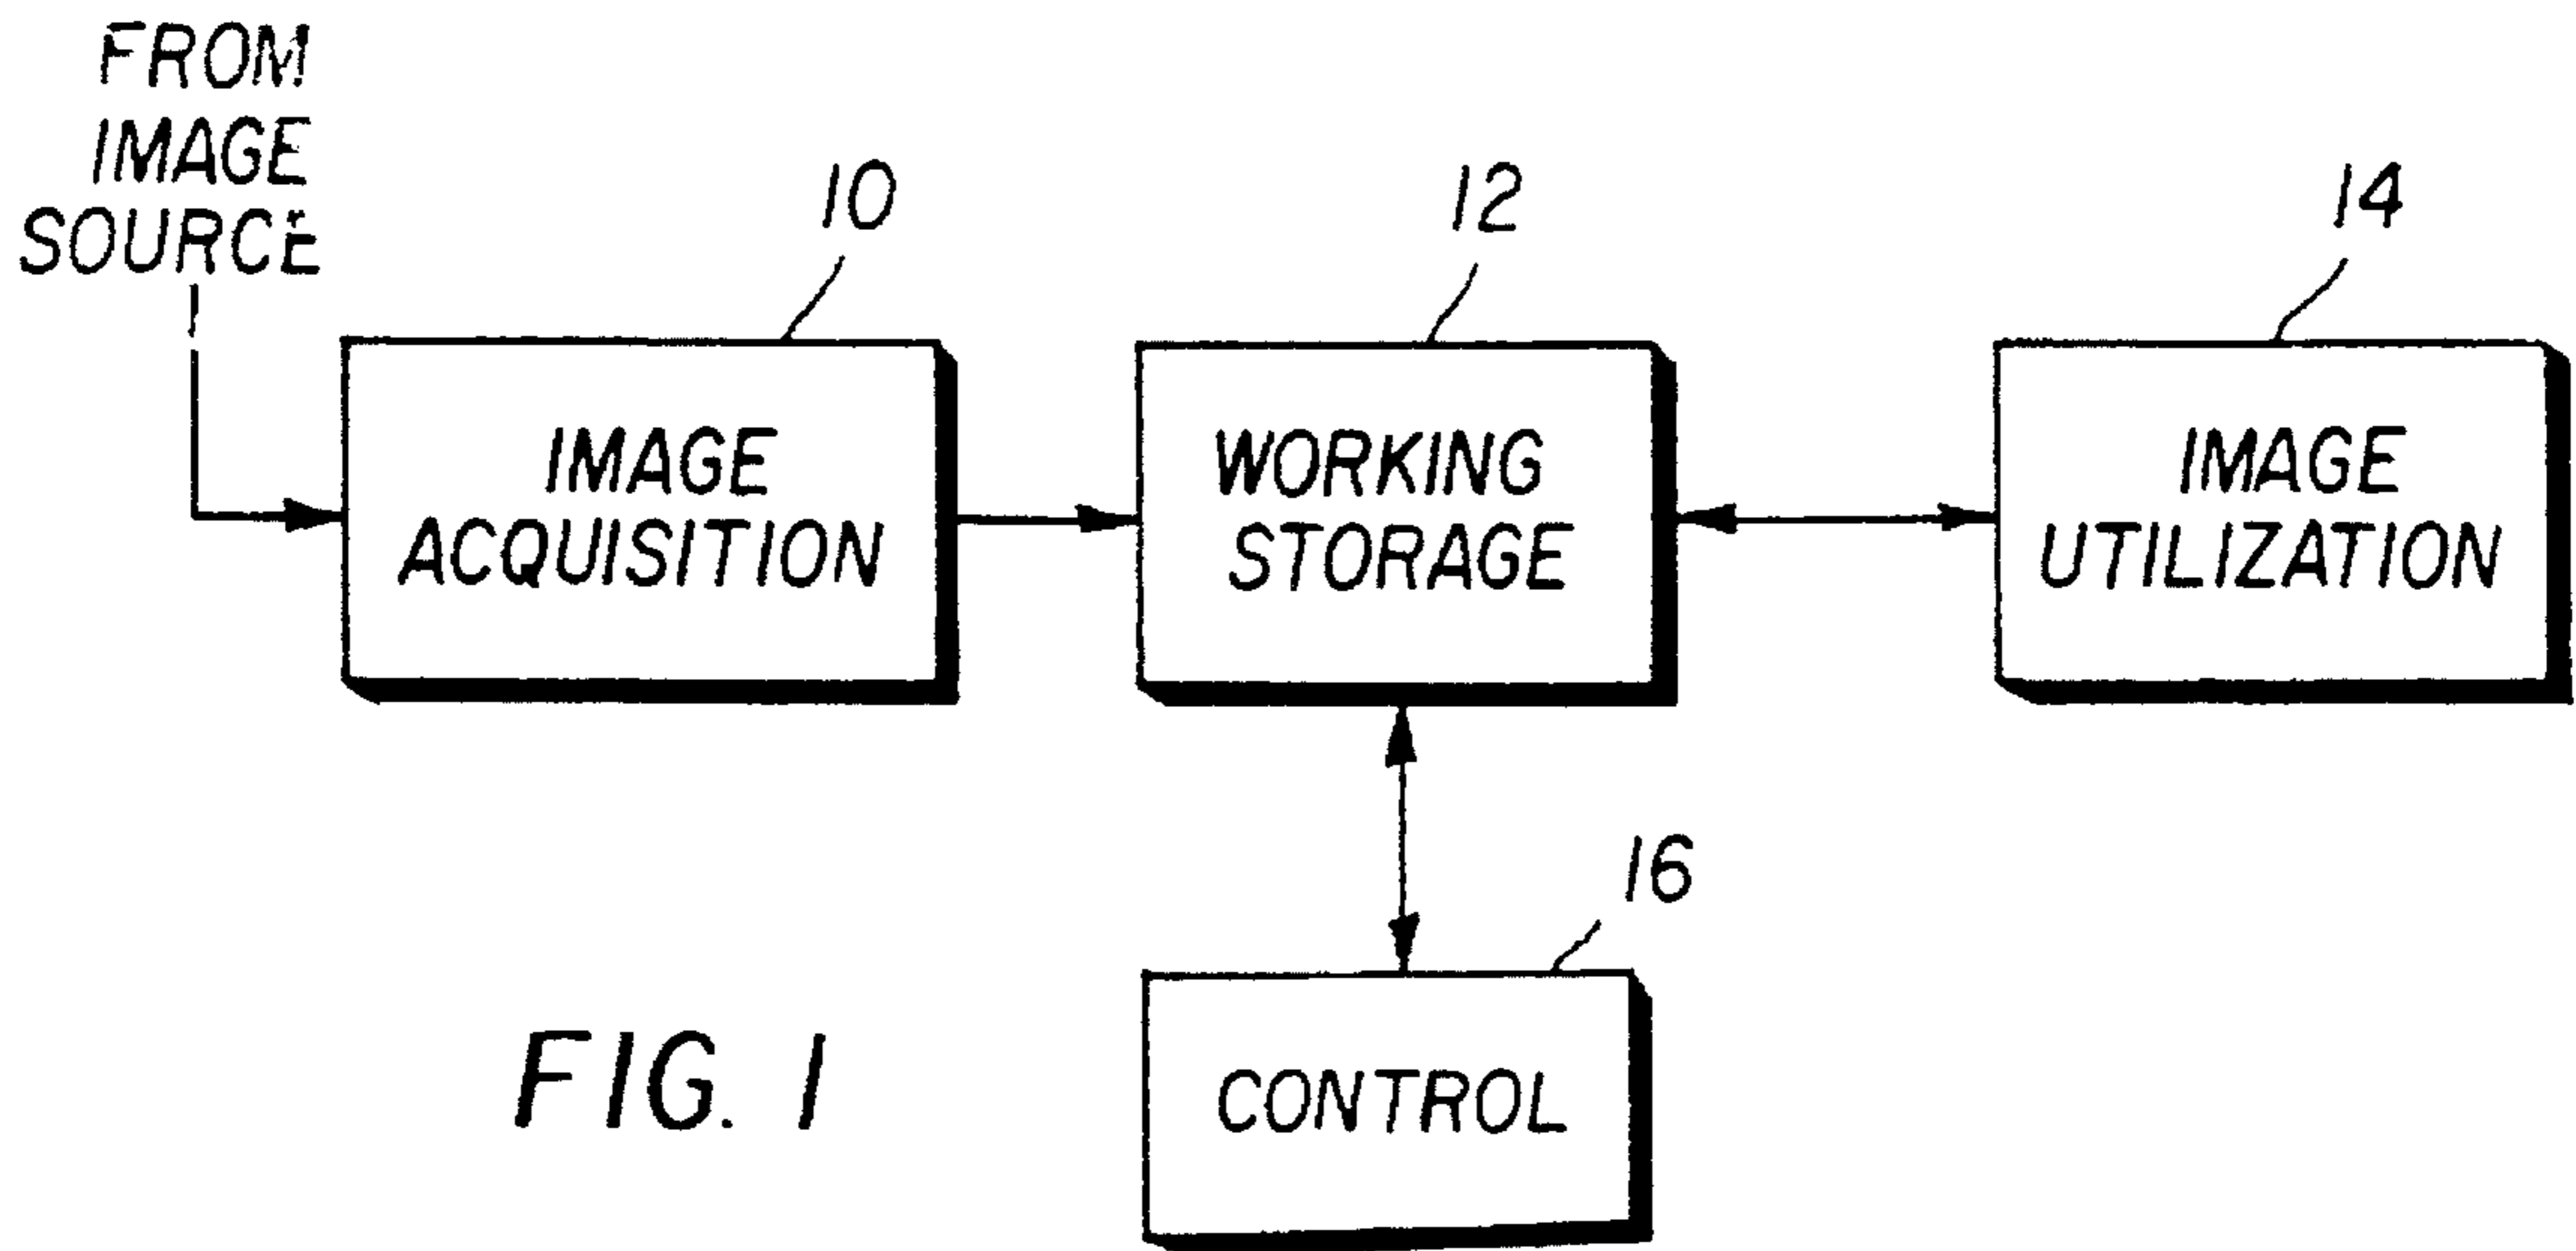 FROM
IMAGE
SOURCE
10
12
14
IMAGE
ACQUISITION
WORKING
STORAGE
IMAGE
UTILIZATION
16
CONTROL
FIG. 1